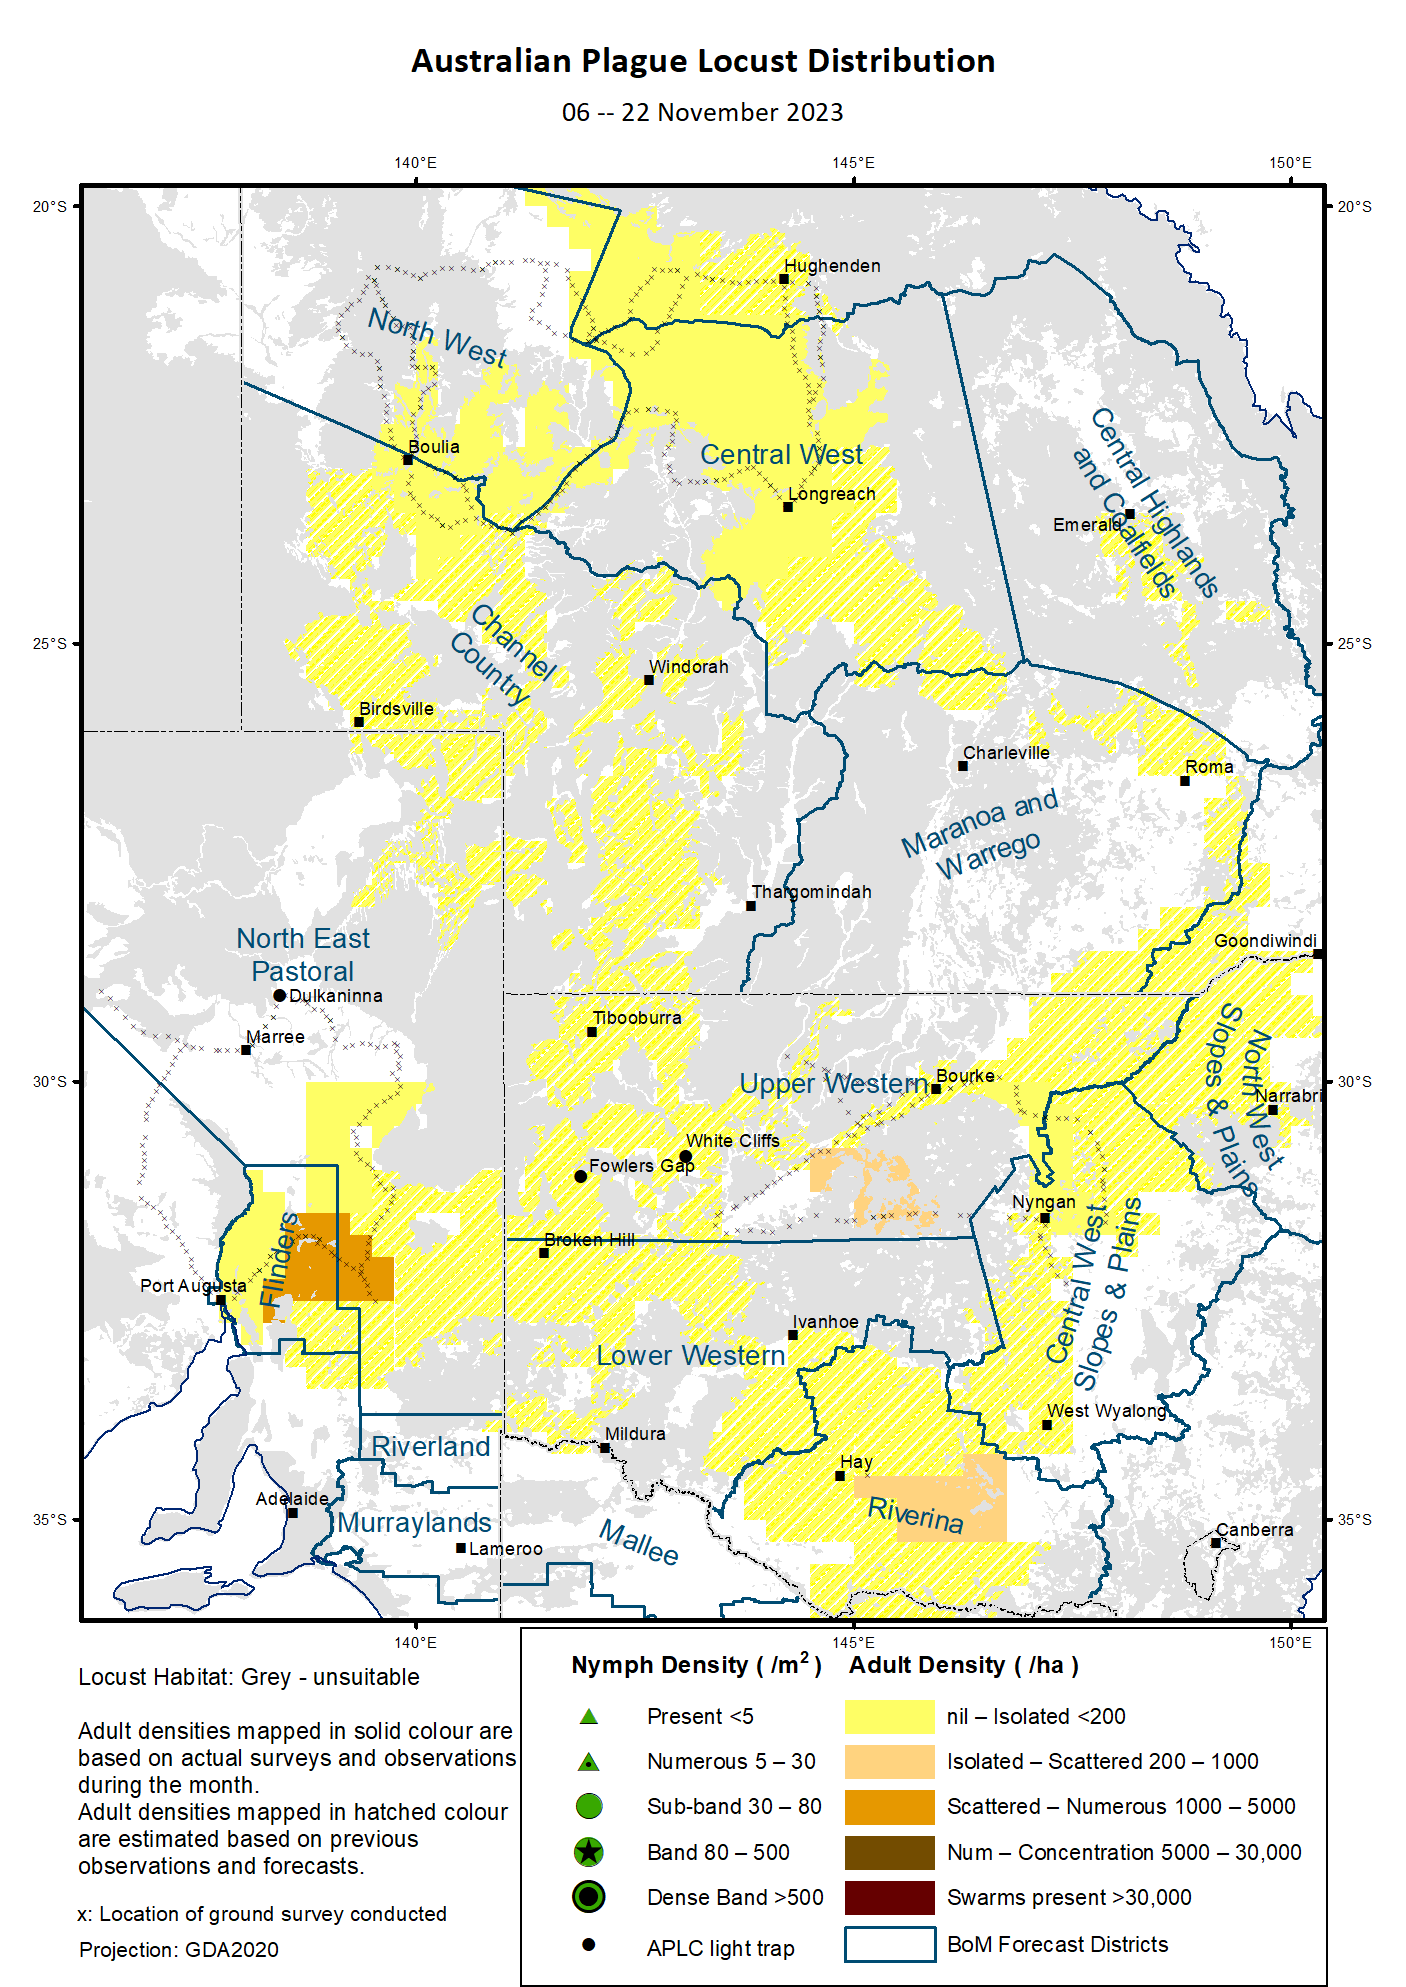 Australian Plague Locust Distribution
06 -- 22 November 2023
140°E
145°E
150°E
20°S
20°S
Hughenden
North West
Boulia
Central West
Longreach
Central Highlands
and Coalfields
Emerald
25°S
25°S
Channel
Country
Windorah
Birdsville
Charleville
Roma
Maranoa and
Warrego
Thargomindah
North East
Pastoral
Goondiwindi
Dulkaninna
Tibooburra
Marree
North West
Slopes & Plains
30°S
30°S
Upper Western
Bourke
Narrabri
White Cliffs
Fowlers Gap
Nyngan
Broken Hill
Flinders
Port Augusta
Central West
Slopes & Plains
Ivanhoe
Lower Western
West Wyalong
Riverland
Mildura
Hay
Adelaide
Riverina
35°S
35°S
Murraylands
Mallee
Canberra
Lameroo
140°E
145°E
150°E
Locust Habitat: Grey - unsuitable
Adult densities mapped in solid colour are
based on actual surveys and observations
during the month.
Adult densities mapped in hatched colour
are estimated based on previous
observations and forecasts.
x: Location of ground survey conducted
Projection: GDA2020
Nymph Density ( /m² )
Present <5
Numerous 5 – 30
Sub-band 30 – 80
Band 80 – 500
Dense Band >500
APLC light trap
Adult Density ( /ha )
nil – Isolated <200
Isolated – Scattered 200 – 1000
Scattered – Numerous 1000 – 5000
Num – Concentration 5000 – 30,000
Swarms present >30,000
BoM Forecast Districts